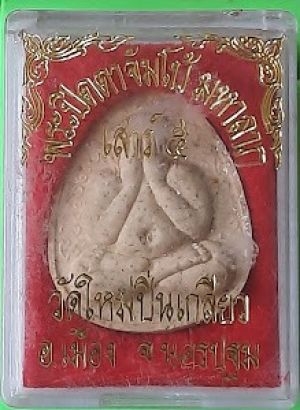 พระปิดตาจัมโบ้ มหาลาภ
เสาร์ ๕
วัดใหม่ปิ่นเกลียว
อ.เมือง จ.นครปฐม